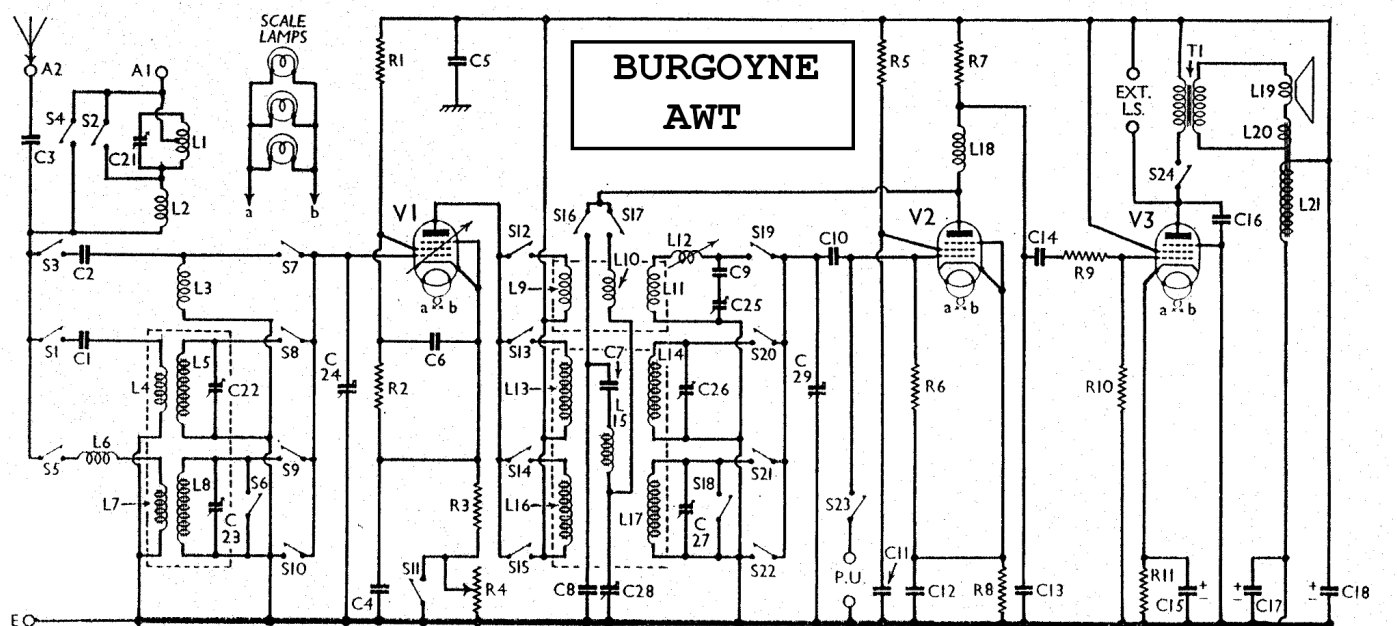 BURGOYNE
AWT
SCALE
LAMPS
a
b
A2
A1
S4
S2
C21
L1
C3
L2
S3
C2
S7
L3
S1
C1
S8
L4
L5
C22
C
24
S5
L6
S9
L7
L8
S6
C
23
S10
E
R1
C5
V1
a
b
C6
R2
R3
S11
R4
C4
S12
S13
S14
S15
L9
L13
L16
S16
S17
L10
L12
L11
C9
C25
S19
C7
L14
L
15
C26
S20
S18
L17
C
27
S21
S22
C8
C28
C
29
C10
S23
P.U.
R5
R7
L18
V2
a
b
R6
C11
C12
R8
C13
C14
R9
R10
EXT.
L.S.
T1
L19
L20
S24
L21
V3
C16
a
b
R11
C15
+
–
C17
+
–
C18
+
–